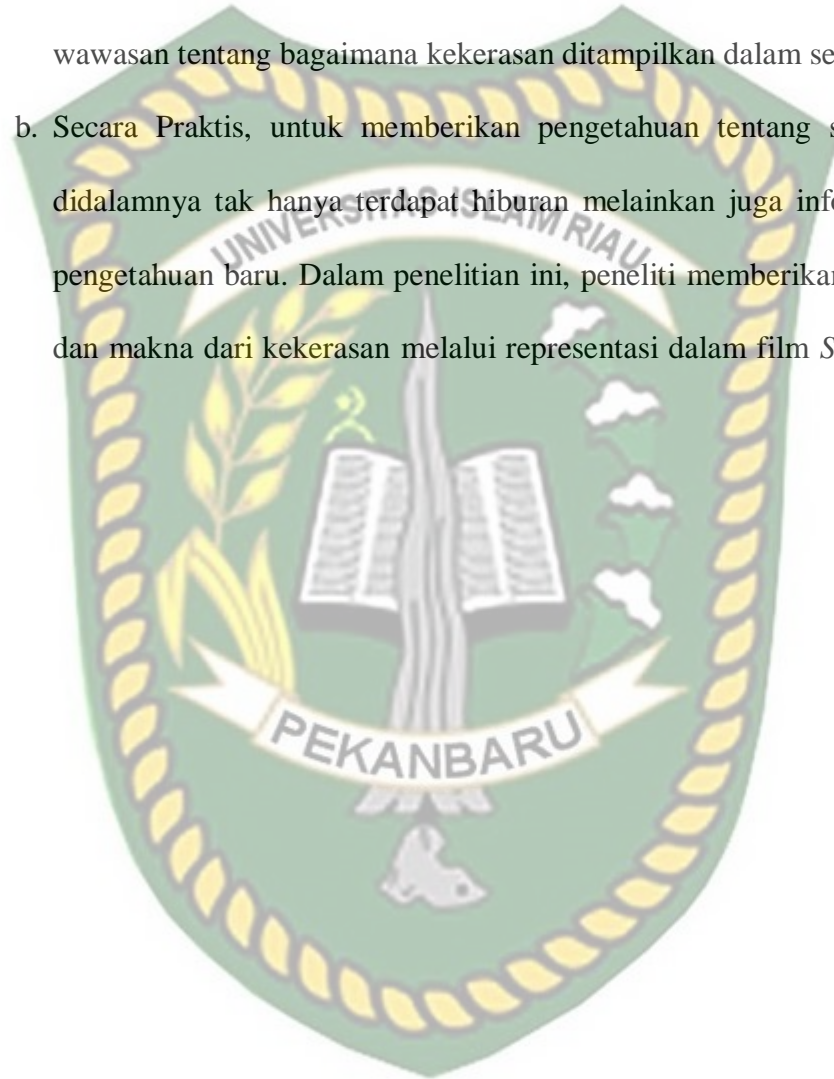 wawasan tentang bagaimana kekerasan ditampilkan dalam se
b. Secara Praktis, untuk memberikan pengetahuan tentang s
didalamnya tak hanya terdapat hiburan melainkan juga info
UNIVERSITAS ISLAM RIAU
pengetahuan baru. Dalam penelitian ini, peneliti memberikan
dan makna dari kekerasan melalui representasi dalam film S
PEKANBARU